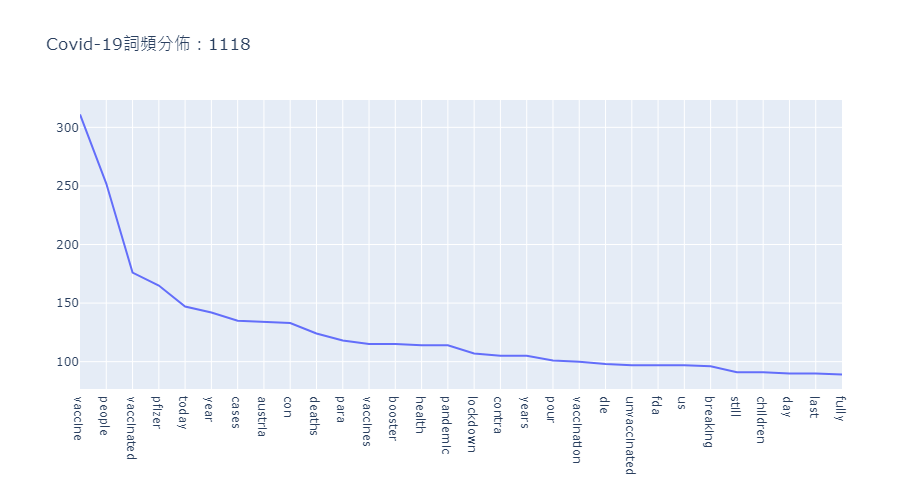 Covid-19詞頻分佈：1118
300
250
200
150
100
vaccine
people
vaccinated
pfizer
today
year
cases
austria
con
deaths
para
vaccines
booster
health
pandemic
lockdown
contra
years
pour
vaccination
dle
unvaccinated
fda
us
breaking
still
children
day
last
fully